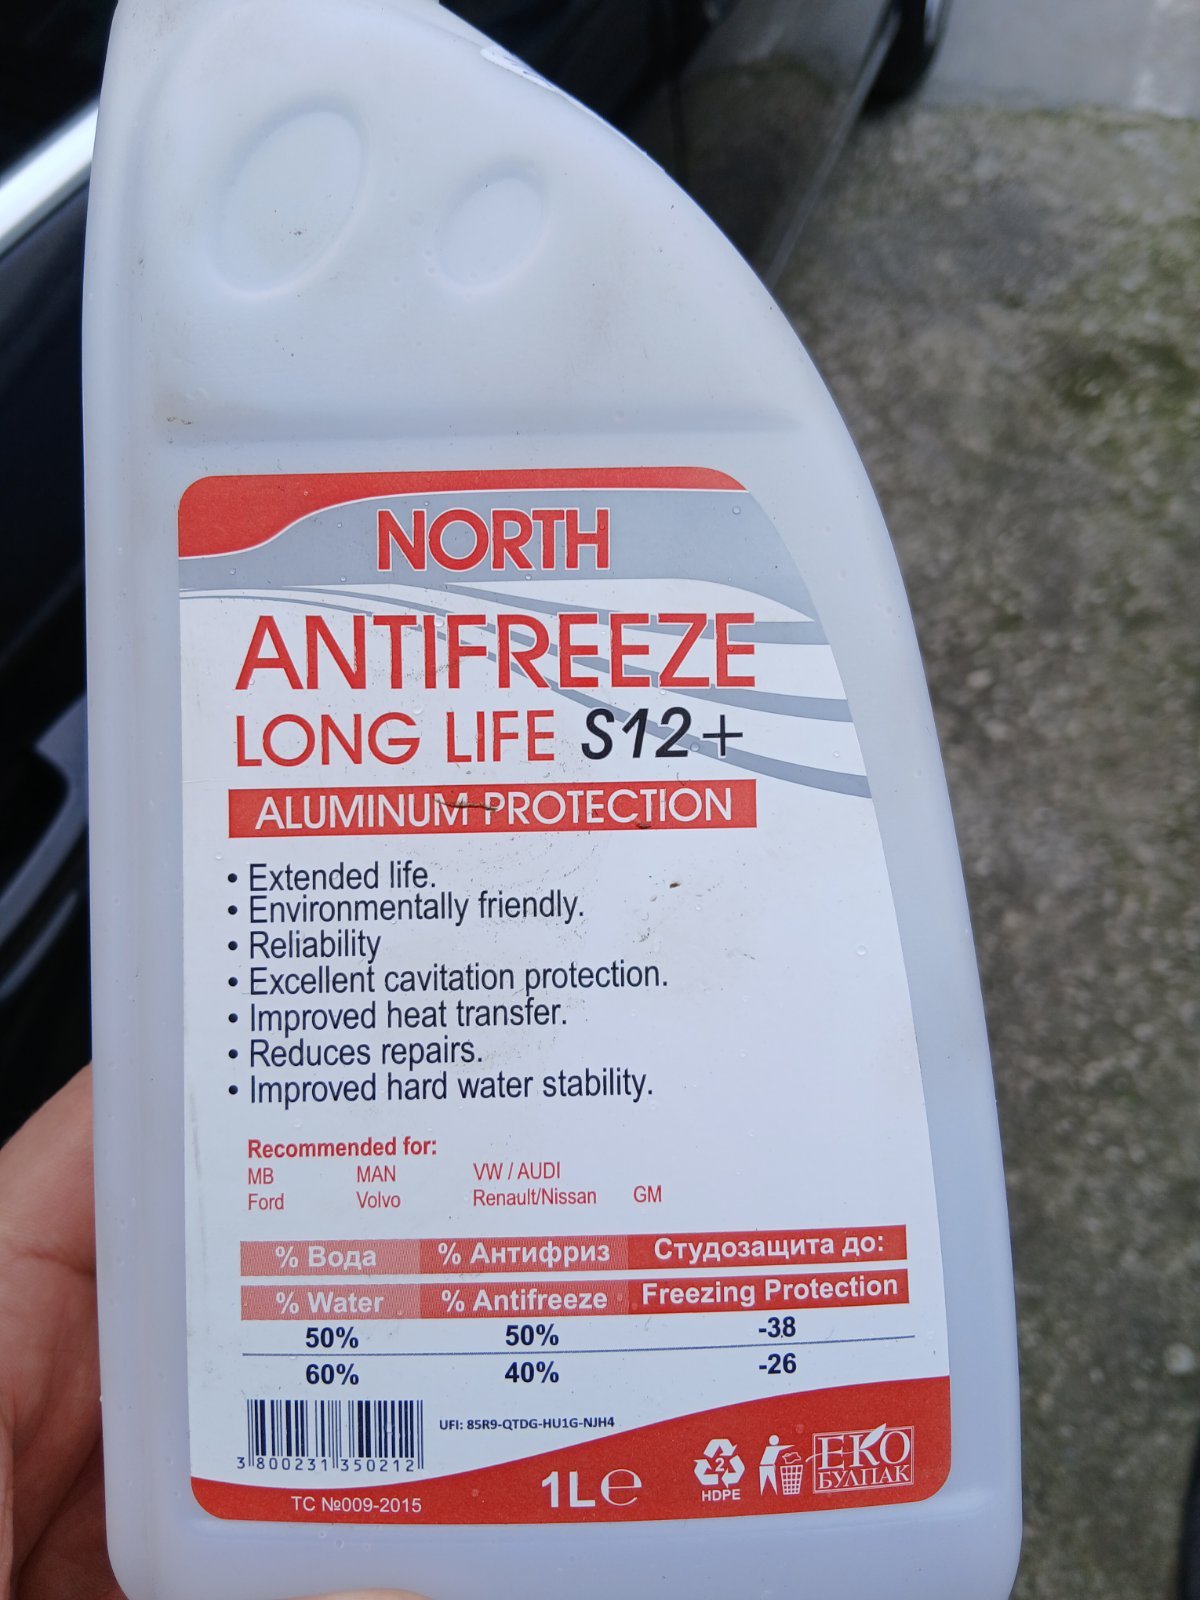 NORTH
ANTIFREEZE
LONG LIFE S12+
ALUMINUM PROTECTION
• Extended life.
• Environmentally friendly.
• Reliability
• Excellent cavitation protection.
• Improved heat transfer.
• Reduces repairs.
• Improved hard water stability.
Recommended for:
MB MAN VW / AUDI
Ford Volvo Renault/Nissan GM
% Вода % Антифриз Студозащита до:
% Water % Antifreeze Freezing Protection
50% 50% -38
60% 40% -26
UFI: 85R9-QTDG-HU1G-NJH4
3 800231 350212
ТС №009-2015
1L℮
2
HDPE
ЕКО
БУЛПАК